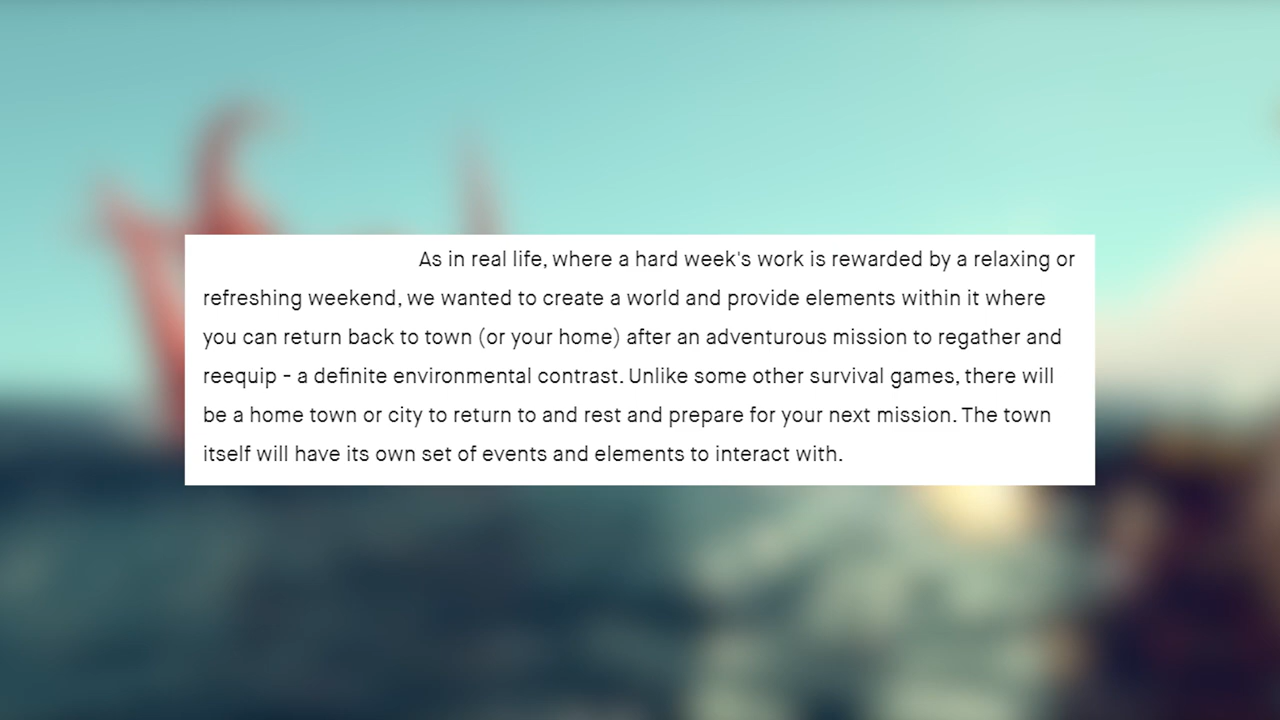 As in real life, where a hard week's work is rewarded by a relaxing or
refreshing weekend, we wanted to create a world and provide elements within it where
you can return back to town (or your home) after an adventurous mission to regather and
reequip - a definite environmental contrast. Unlike some other survival games, there will
be a home town or city to return to and rest and prepare for your next mission. The town
itself will have its own set of events and elements to interact with.